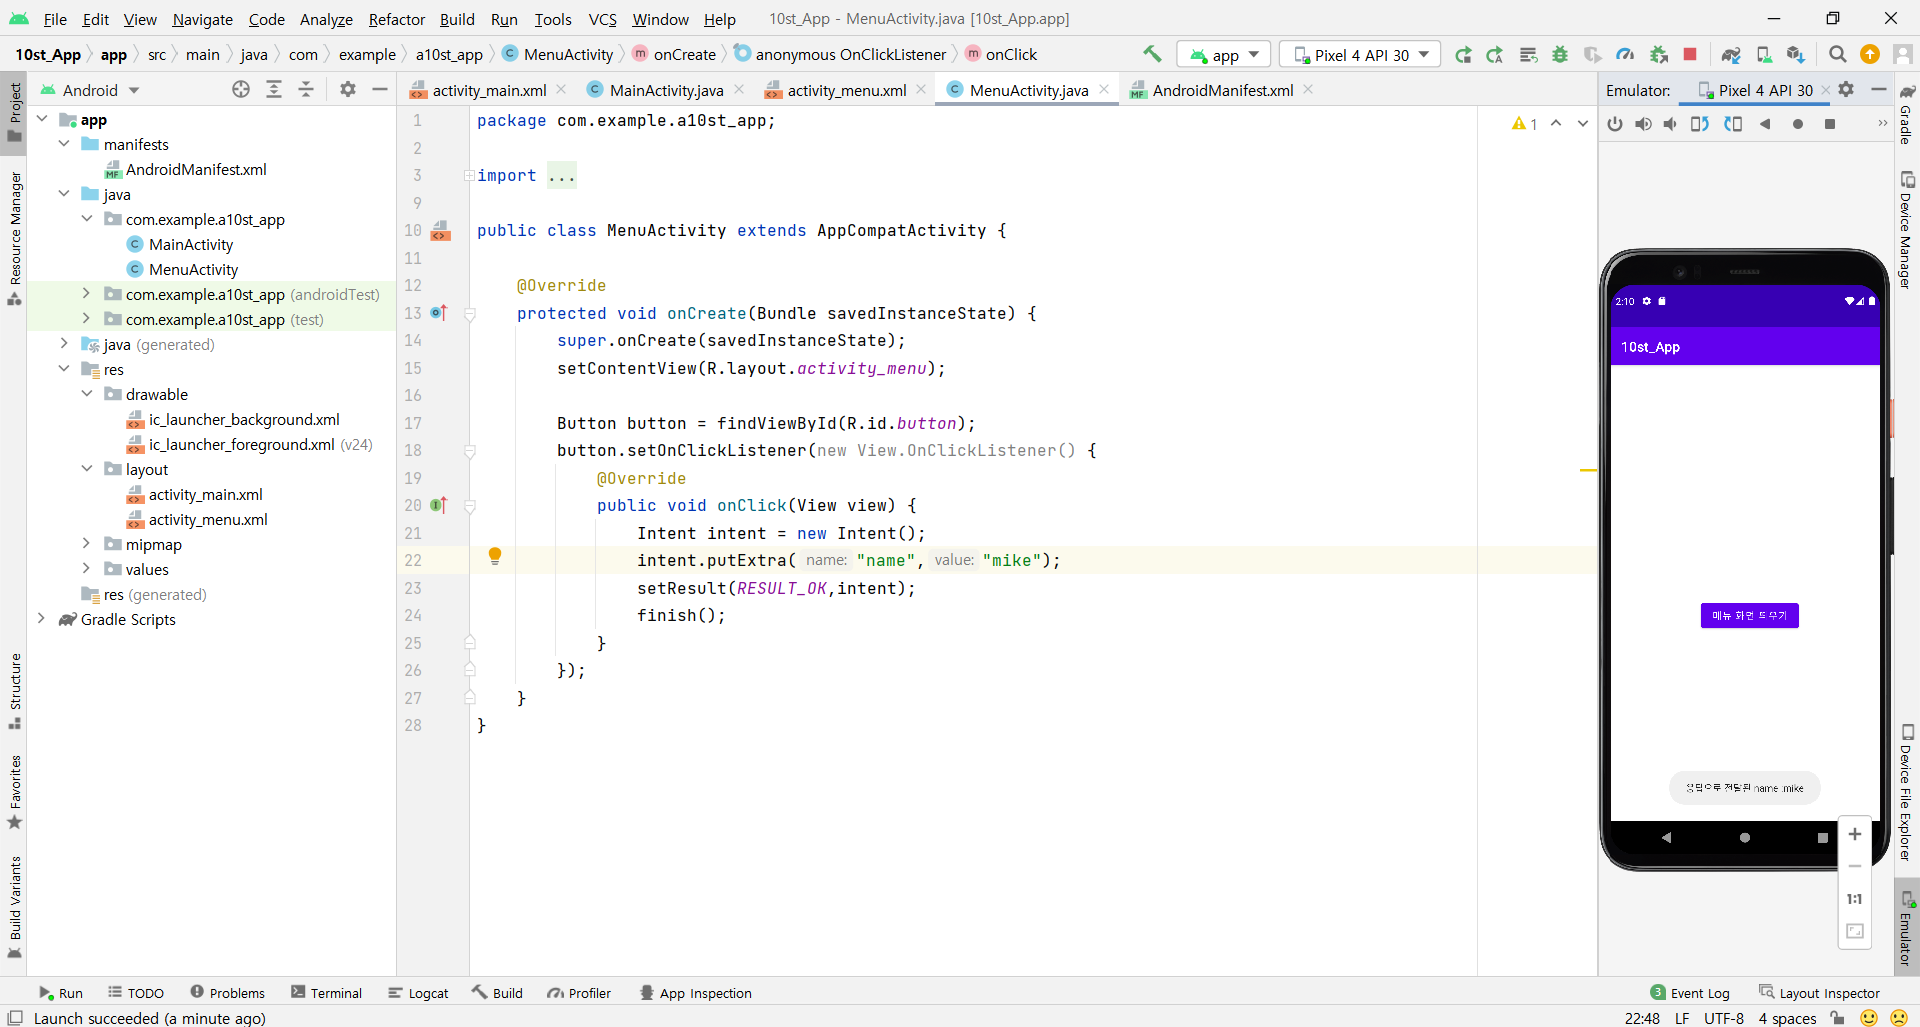 File Edit View Navigate Code Analyze Refactor Build Run Tools VCS Window Help 10st_App - MenuActivity.java [10st_App.app]
10st_App app src main java com example a10st_app MenuActivity onCreate anonymous OnClickListener onClick app Pixel 4 API 30
Android
activity_main.xml MainActivity.java activity_menu.xml MenuActivity.java AndroidManifest.xml
Emulator: Pixel 4 API 30
Project
Resource Manager
Structure
Favorites
Build Variants
app
manifests
AndroidManifest.xml
java
com.example.a10st_app
MainActivity
MenuActivity
com.example.a10st_app (androidTest)
com.example.a10st_app (test)
java (generated)
res
drawable
ic_launcher_background.xml
ic_launcher_foreground.xml (v24)
layout
activity_main.xml
activity_menu.xml
mipmap
values
res (generated)
Gradle Scripts
1 package com.example.a10st_app;
2
3 import ...
9
10 public class MenuActivity extends AppCompatActivity {
11
12 @Override
13 protected void onCreate(Bundle savedInstanceState) {
14 super.onCreate(savedInstanceState);
15 setContentView(R.layout.activity_menu);
16
17 Button button = findViewById(R.id.button);
18 button.setOnClickListener(new View.OnClickListener() {
19 @Override
20 public void onClick(View view) {
21 Intent intent = new Intent();
22 intent.putExtra( name: "name", value: "mike");
23 setResult(RESULT_OK,intent);
24 finish();
25 }
26 });
27 }
28 }
1
2:10
10st_App
메뉴 화면 띄우기
응답으로 전달된 name :mike
1:1
Gradle
Device Manager
Device File Explorer
Emulator
Run TODO Problems Terminal Logcat Build Profiler App Inspection 3 Event Log Layout Inspector
Launch succeeded (a minute ago) 22:48 LF UTF-8 4 spaces